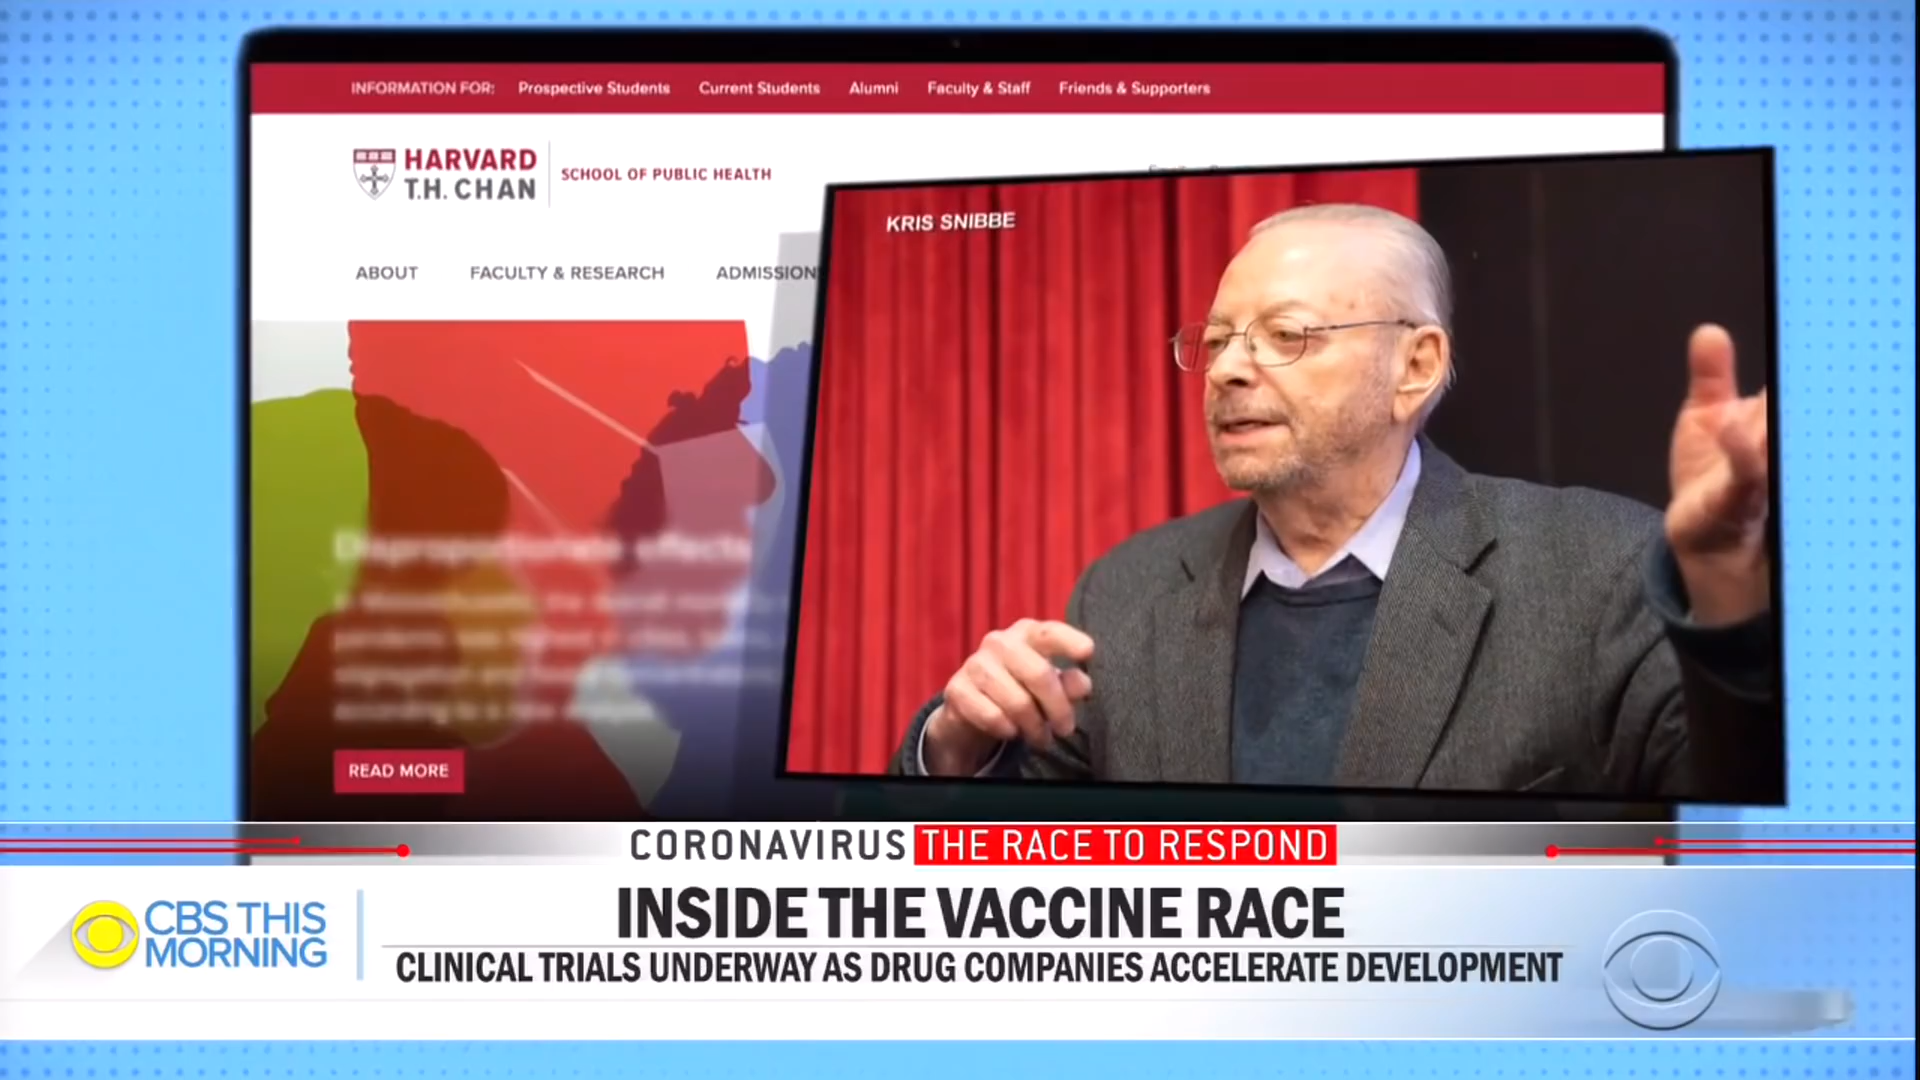 INFORMATION FOR: Prospective Students Current Students Alumni Faculty & Staff Friends & Supporters
HARVARD
T.H. CHAN
SCHOOL OF PUBLIC HEALTH
KRIS SNIBBE
ABOUT FACULTY & RESEARCH ADMISSION
Disproportionate effects
READ MORE
CORONAVIRUS THE RACE TO RESPOND
CBS THIS
MORNING
INSIDE THE VACCINE RACE
CLINICAL TRIALS UNDERWAY AS DRUG COMPANIES ACCELERATE DEVELOPMENT